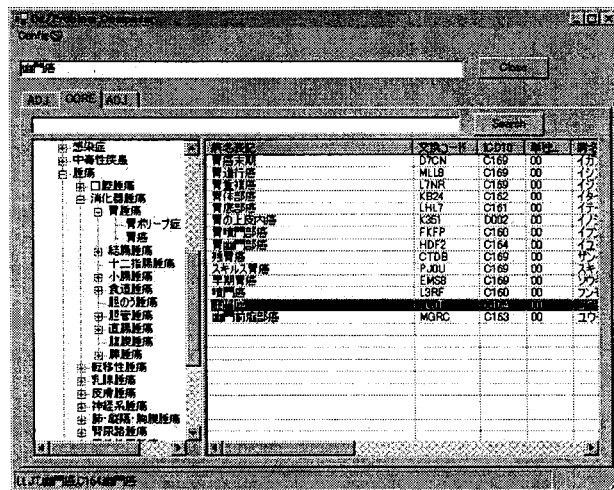 Config
幽門癌
Clear
ADJ CORE ADJ
Search
感染症
中毒性疾患
腫瘍
口腔腫瘍
消化器腫瘍
胃腫瘍
胃ポリープ症
胃癌
結腸腫瘍
十二指腸腫瘍
小腸腫瘍
食道腫瘍
胆のう腫瘍
胆管腫瘍
直腸腫瘍
腹膜腫瘍
膵腫瘍
転移性腫瘍
乳腺腫瘍
皮膚腫瘍
神経系腫瘍
肺・縦隔・胸膜腫瘍
腎尿路腫瘍
病名表記 交換コード ICD10 単独
胃癌末期 D7CN C169 00
胃進行癌 MLL8 C169 00
胃重複癌 L7NR C169 00
胃体部癌 KB24 C162 00
胃底部癌 LHL7 C161 00
胃の上皮内癌 K351 D002 00
胃噴門部癌 FKFP C160 00
胃幽門部癌 HDF2 C164 00
残胃癌 CTDB C169 00
スキルス胃癌 PJ0U C169 00
早期胃癌 EMS8 C169 00
噴門癌 L3RF C160 00
幽門前庭部癌 MGRC C163 00
LLJT,幽門癌,C164,幽門癌